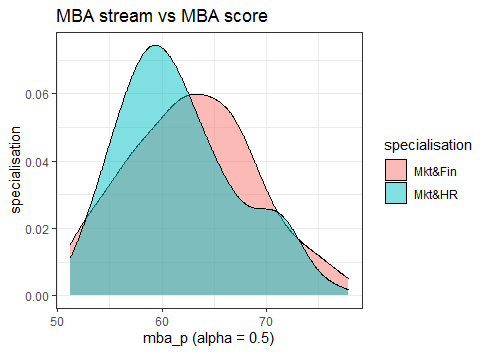 MBA stream vs MBA score
specialisation
0.06
0.04
0.02
0.00
50
60
70
mba_p (alpha = 0.5)
specialisation
Mkt&Fin
Mkt&HR